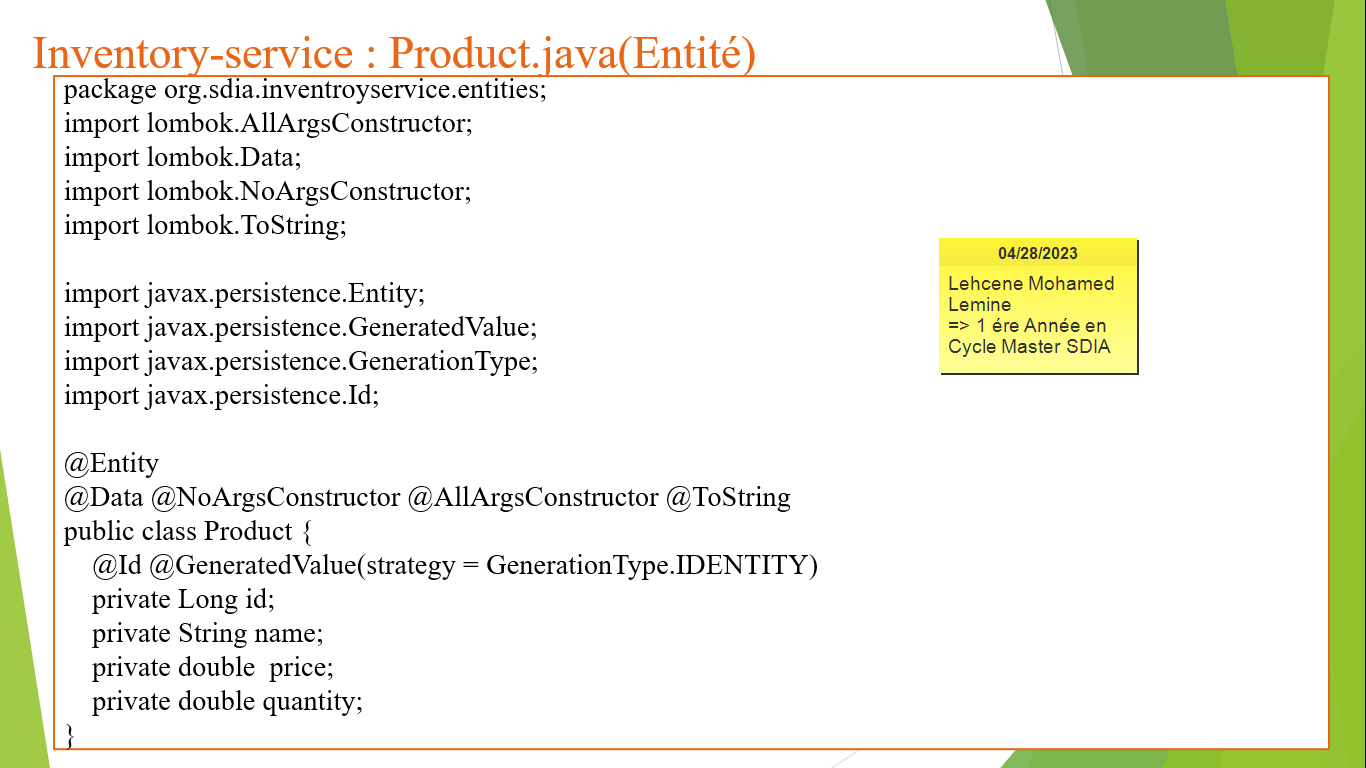 Inventory-service : Product.java(Entité)
package org.sdia.inventroyservice.entities;
import lombok.AllArgsConstructor;
import lombok.Data;
import lombok.NoArgsConstructor;
import lombok.ToString;
import javax.persistence.Entity;
import javax.persistence.GeneratedValue;
import javax.persistence.GenerationType;
import javax.persistence.Id;
@Entity
@Data @NoArgsConstructor @AllArgsConstructor @ToString
public class Product {
@Id @GeneratedValue(strategy = GenerationType.IDENTITY)
private Long id;
private String name;
private double  price;
private double quantity;
}
04/28/2023
Lehcene Mohamed
Lemine
=> 1 ére Année en
Cycle Master SDIA